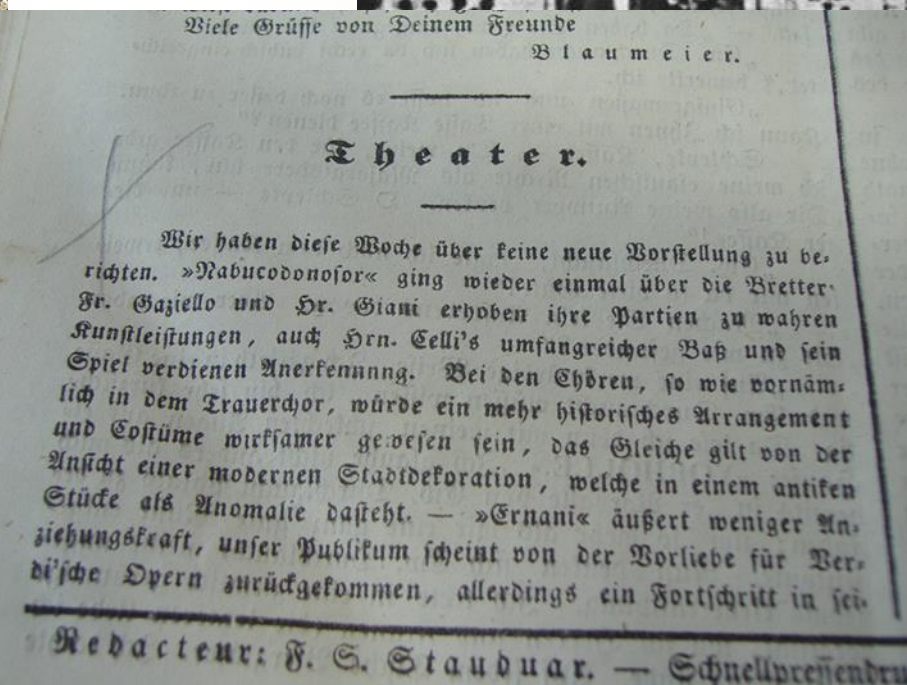 Viele Grüſſe von Deinem Freunde
Blaumeier.
Theater.
Wir haben dieſe Woche über keine neue Vorſtellung zu be⸗
richten. »Nabucodonoſor« ging wieder einmal über die Bretter
Fr. Gaziello und Hr. Giani erhoben ihre Partien zu wahren
Kunſtleiſtungen, auch Hrn. Celli's umfangreicher Baß und ſein
Spiel verdienen Anerkennnng. Bei den Chören, ſo wie vornäm⸗
lich in dem Trauerchor, würde ein mehr hiſtoriſches Arrangement
und Coſtüme wirkſamer geweſen ſein, das Gleiche gilt von der
Anſicht einer modernen Stadtdekoration, welche in einem antiken
Stücke als Anomalie daſteht. — »Ernani« äußert weniger An⸗
ziehungskraft, unſer Publikum ſcheint von der Vorliebe für Ver⸗
di'ſche Opern zurückgekommen, allerdings ein Fortſchritt in ſei⸗
Redacteur: F. S. Stauduar. — Schnellpreſſendru